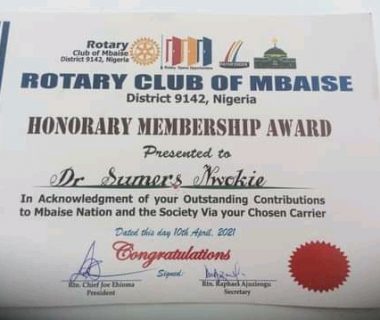 Rotary
Club of Mbaise
District 9142, Nigeria
ROTARY CLUB OF MBAISE
District 9142, Nigeria
HONORARY MEMBERSHIP AWARD
Presented to
Dr Sumers Nwokie
In Acknowledgment of your Outstanding Contributions
to Mbaise Nation and the Society Via your Chosen Carrier
Dated this day 10th April, 2021
Congratulations
Signed:
Rtn. Chief Joe Ehioma
President
Rtn. Raphael Ajuzieogu
Secretary